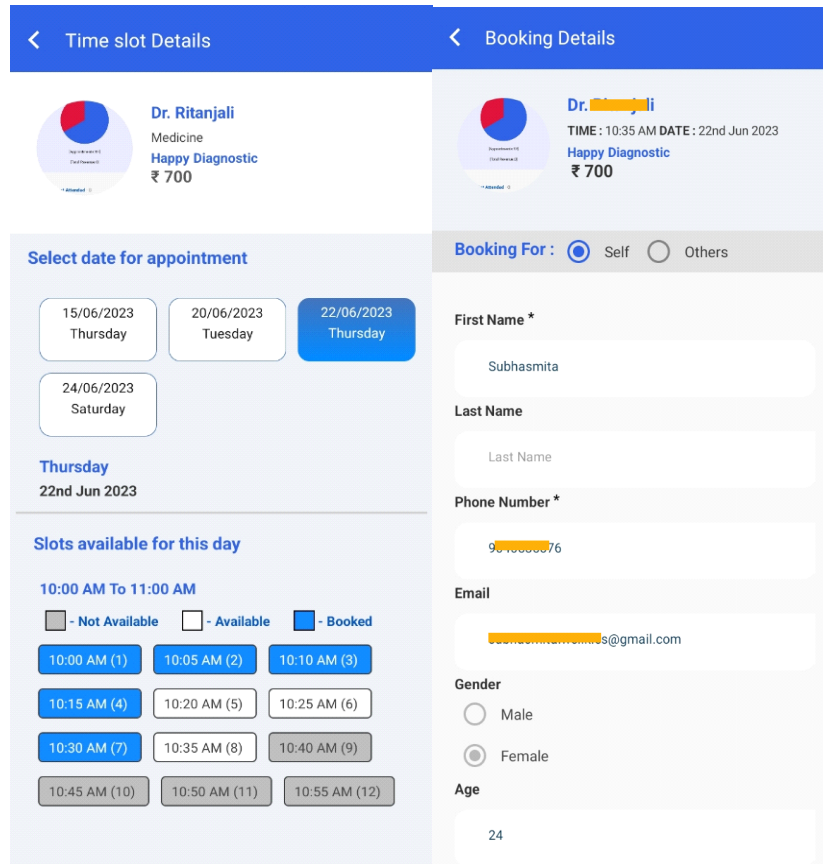 Time slot Details
Dr. Ritanjali
Medicine
Happy Diagnostic
₹ 700
Select date for appointment
15/06/2023
Thursday
20/06/2023
Tuesday
22/06/2023
Thursday
24/06/2023
Saturday
Thursday
22nd Jun 2023
Slots available for this day
10:00 AM To 11:00 AM
- Not Available
- Available
- Booked
10:00 AM (1)
10:05 AM (2)
10:10 AM (3)
10:15 AM (4)
10:20 AM (5)
10:25 AM (6)
10:30 AM (7)
10:35 AM (8)
10:40 AM (9)
10:45 AM (10)
10:50 AM (11)
10:55 AM (12)
Booking Details
Dr.
TIME : 10:35 AM DATE : 22nd Jun 2023
Happy Diagnostic
₹ 700
Booking For : Self Others
First Name *
Subhasmita
Last Name
Last Name
Phone Number *
Email
s@gmail.com
Gender
Male
Female
Age
24